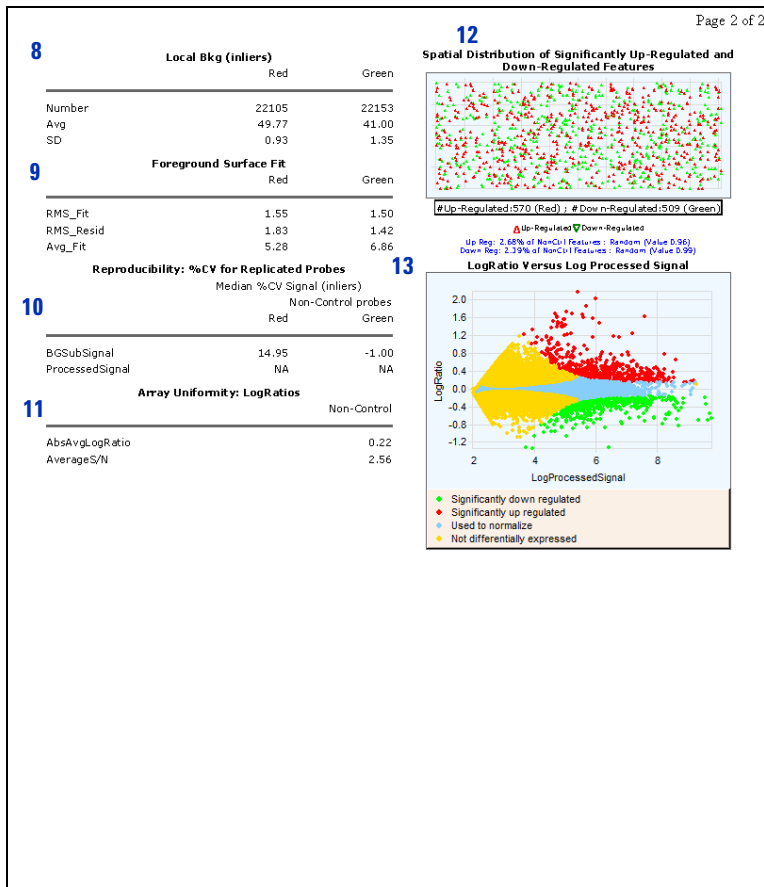 Page 2 of 2
8
Local Bkg (inliers)
Red Green
Number 22105 22153
Avg 49.77 41.00
SD 0.93 1.35
9
Foreground Surface Fit
Red Green
RMS_Fit 1.55 1.50
RMS_Resid 1.83 1.42
Avg_Fit 5.28 6.86
Reproducibility: %CV for Replicated Probes
Median %CV Signal (inliers)
10
Non-Control probes
Red Green
BGSubSignal 14.95 -1.00
ProcessedSignal NA NA
Array Uniformity: LogRatios
11
Non-Control
AbsAvgLogRatio 0.22
AverageS/N 2.56
12
Spatial Distribution of Significantly Up-Regulated and
Down-Regulated Features
#Up-Regulated:570 (Red) ; #Down-Regulated:509 (Green)
Up-Regulated Down-Regulated
Up Reg: 2.68% of NonCtrl Features : Random (Value 0.96)
Down Reg: 2.39% of NonCtrl Features : Random (Value 0.99)
13
LogRatio Versus Log Processed Signal
2.0
1.6
1.2
0.8
0.4
0.0
-0.4
-0.8
-1.2
LogRatio
2 4 6 8
LogProcessedSignal
Significantly down regulated
Significantly up regulated
Used to normalize
Not differentially expressed